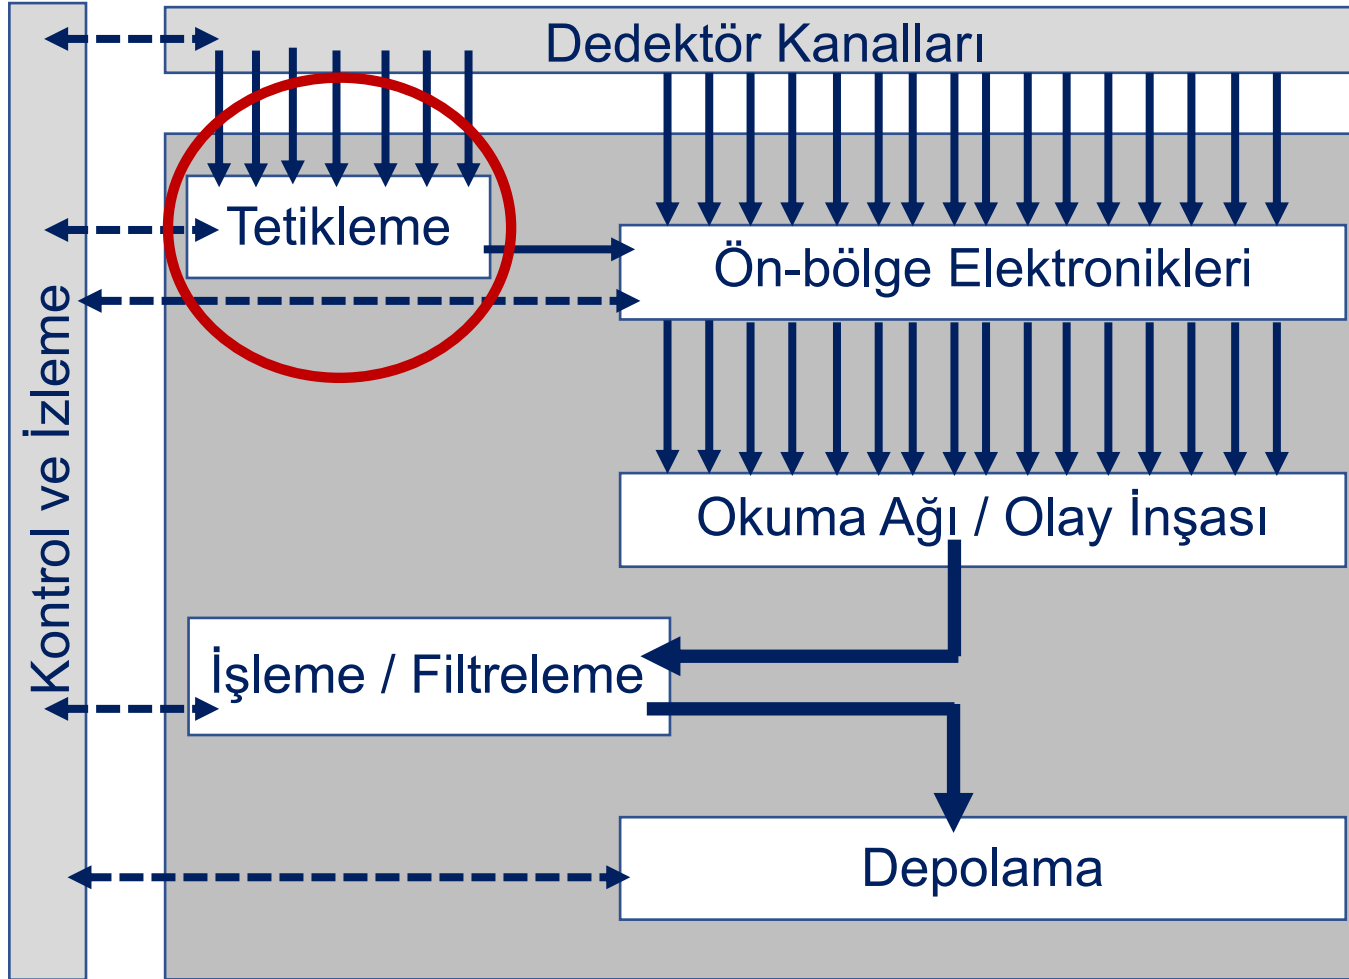 Dedektör Kanalları
Tetikleme
Ön-bölge Elektronikleri
Kontrol ve İzleme
Okuma Ağı / Olay İnşası
İşleme / Filtreleme
Depolama